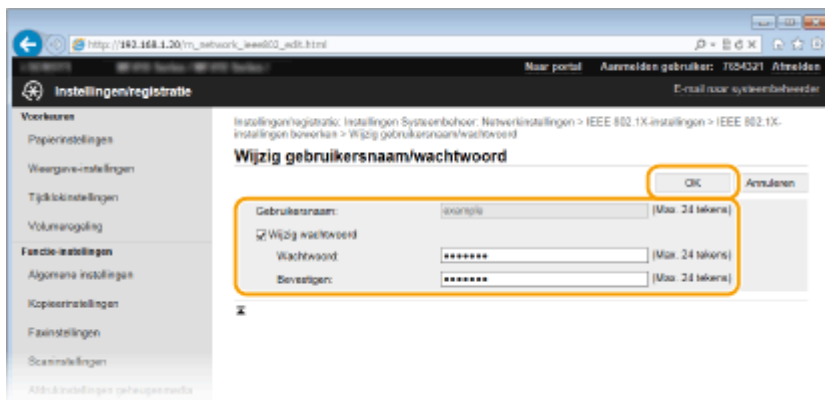 http://192.168.1.20/m_network_ieee802_edit.html
Naar portal Aanmelden gebruiker: 7654321 Afmelden
Instellingen/registratie
E-mail naar systeembeheerder
Voorkeuren
Papierinstellingen
Weergave-instellingen
Tijdklokinstellingen
Volumeregeling
Functie-instellingen
Algemene instellingen
Kopieerinstellingen
Faxinstellingen
Scaninstellingen
Afdrukinstellingen geheugenmedia
Instellingen/registratie: Instellingen Systeembeheer: Netwerkinstellingen > IEEE 802.1X-instellingen > IEEE 802.1X-
instellingen bewerken > Wijzig gebruikersnaam/wachtwoord
Wijzig gebruikersnaam/wachtwoord
OK Annuleren
Gebruikersnaam: example (Max. 24 tekens)
Wijzig wachtwoord
Wachtwoord: ••••••• (Max. 24 tekens)
Bevestigen: ••••••• (Max. 24 tekens)